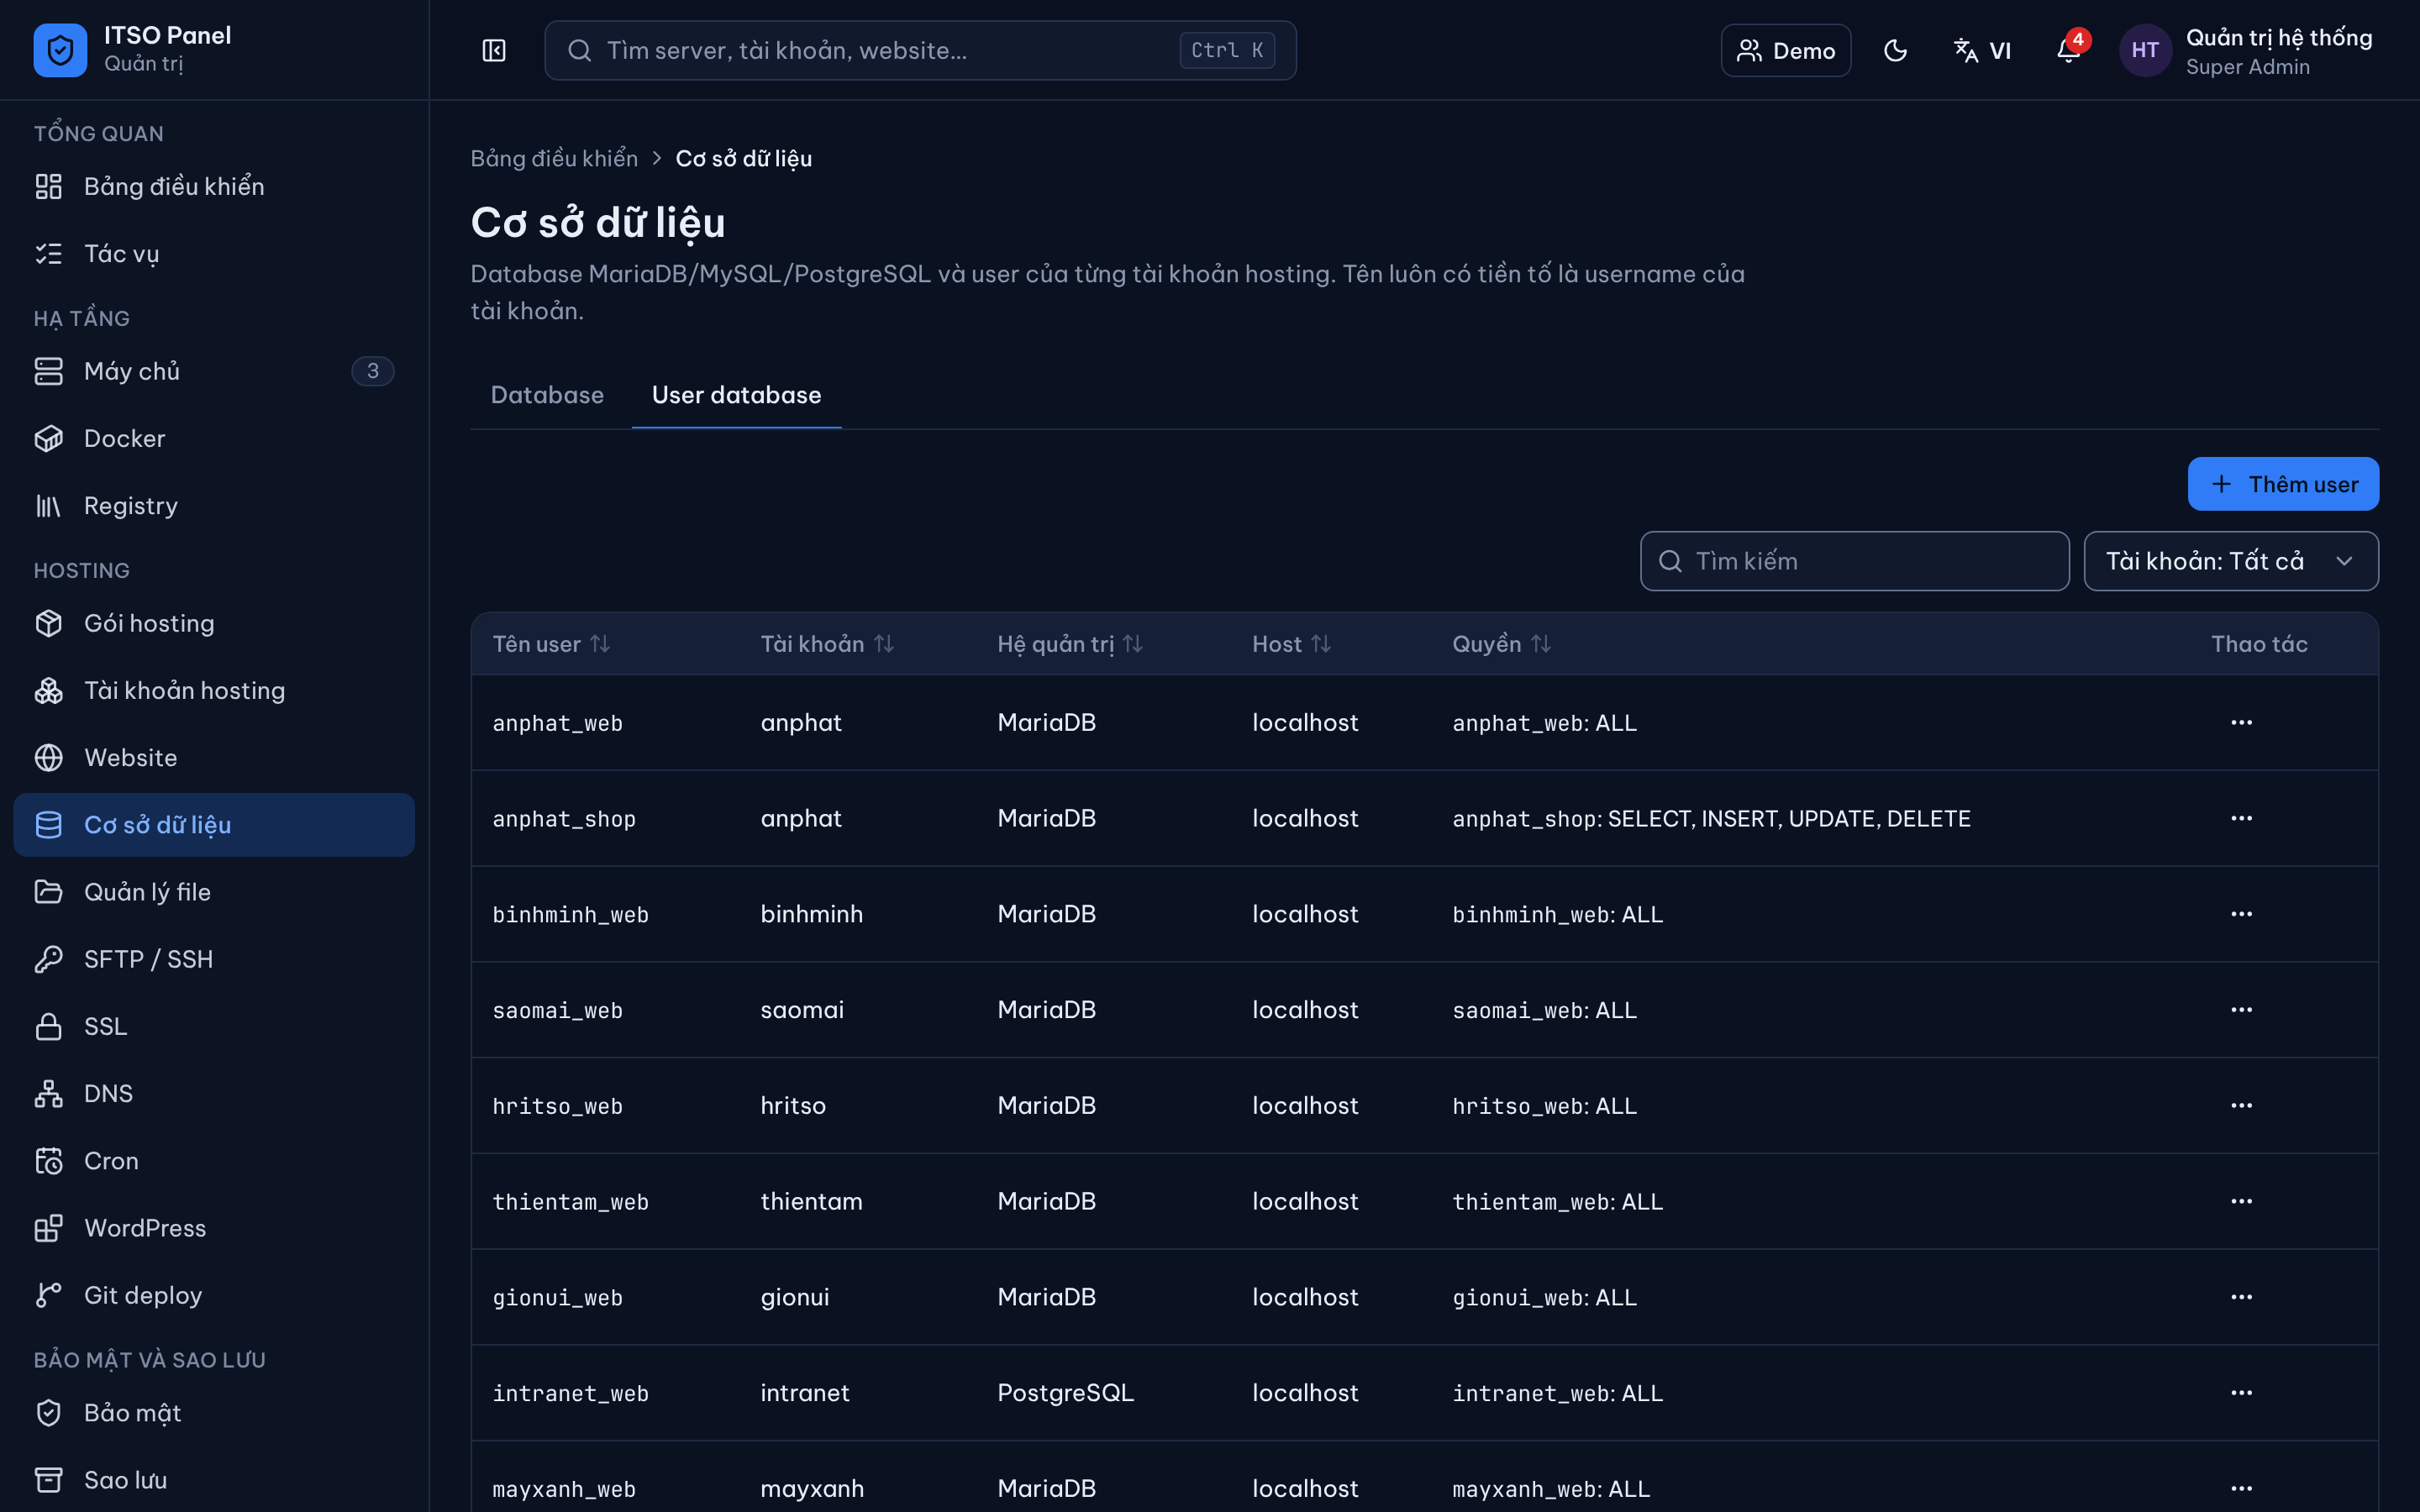 ITSO Panel
Quản trị
Tìm server, tài khoản, website...
Ctrl K
Demo
VI
4
HT
Quản trị hệ thống
Super Admin
TỔNG QUAN
Bảng điều khiển
Tác vụ
HẠ TẦNG
Máy chủ
3
Docker
Registry
HOSTING
Gói hosting
Tài khoản hosting
Website
Cơ sở dữ liệu
Quản lý file
SFTP / SSH
SSL
DNS
Cron
WordPress
Git deploy
BẢO MẬT VÀ SAO LƯU
Bảo mật
Sao lưu
Bảng điều khiển > Cơ sở dữ liệu
Cơ sở dữ liệu
Database MariaDB/MySQL/PostgreSQL và user của từng tài khoản hosting. Tên luôn có tiền tố là username của
tài khoản.
Database User database
Thêm user
Tìm kiếm
Tài khoản: Tất cả
Tên user Tài khoản Hệ quản trị Host Quyền Thao tác
anphat_web anphat MariaDB localhost anphat_web: ALL
anphat_shop anphat MariaDB localhost anphat_shop: SELECT, INSERT, UPDATE, DELETE
binhminh_web binhminh MariaDB localhost binhminh_web: ALL
saomai_web saomai MariaDB localhost saomai_web: ALL
hritso_web hritso MariaDB localhost hritso_web: ALL
thientam_web thientam MariaDB localhost thientam_web: ALL
gionui_web gionui MariaDB localhost gionui_web: ALL
intranet_web intranet PostgreSQL localhost intranet_web: ALL
mayxanh_web mayxanh MariaDB localhost mayxanh_web: ALL